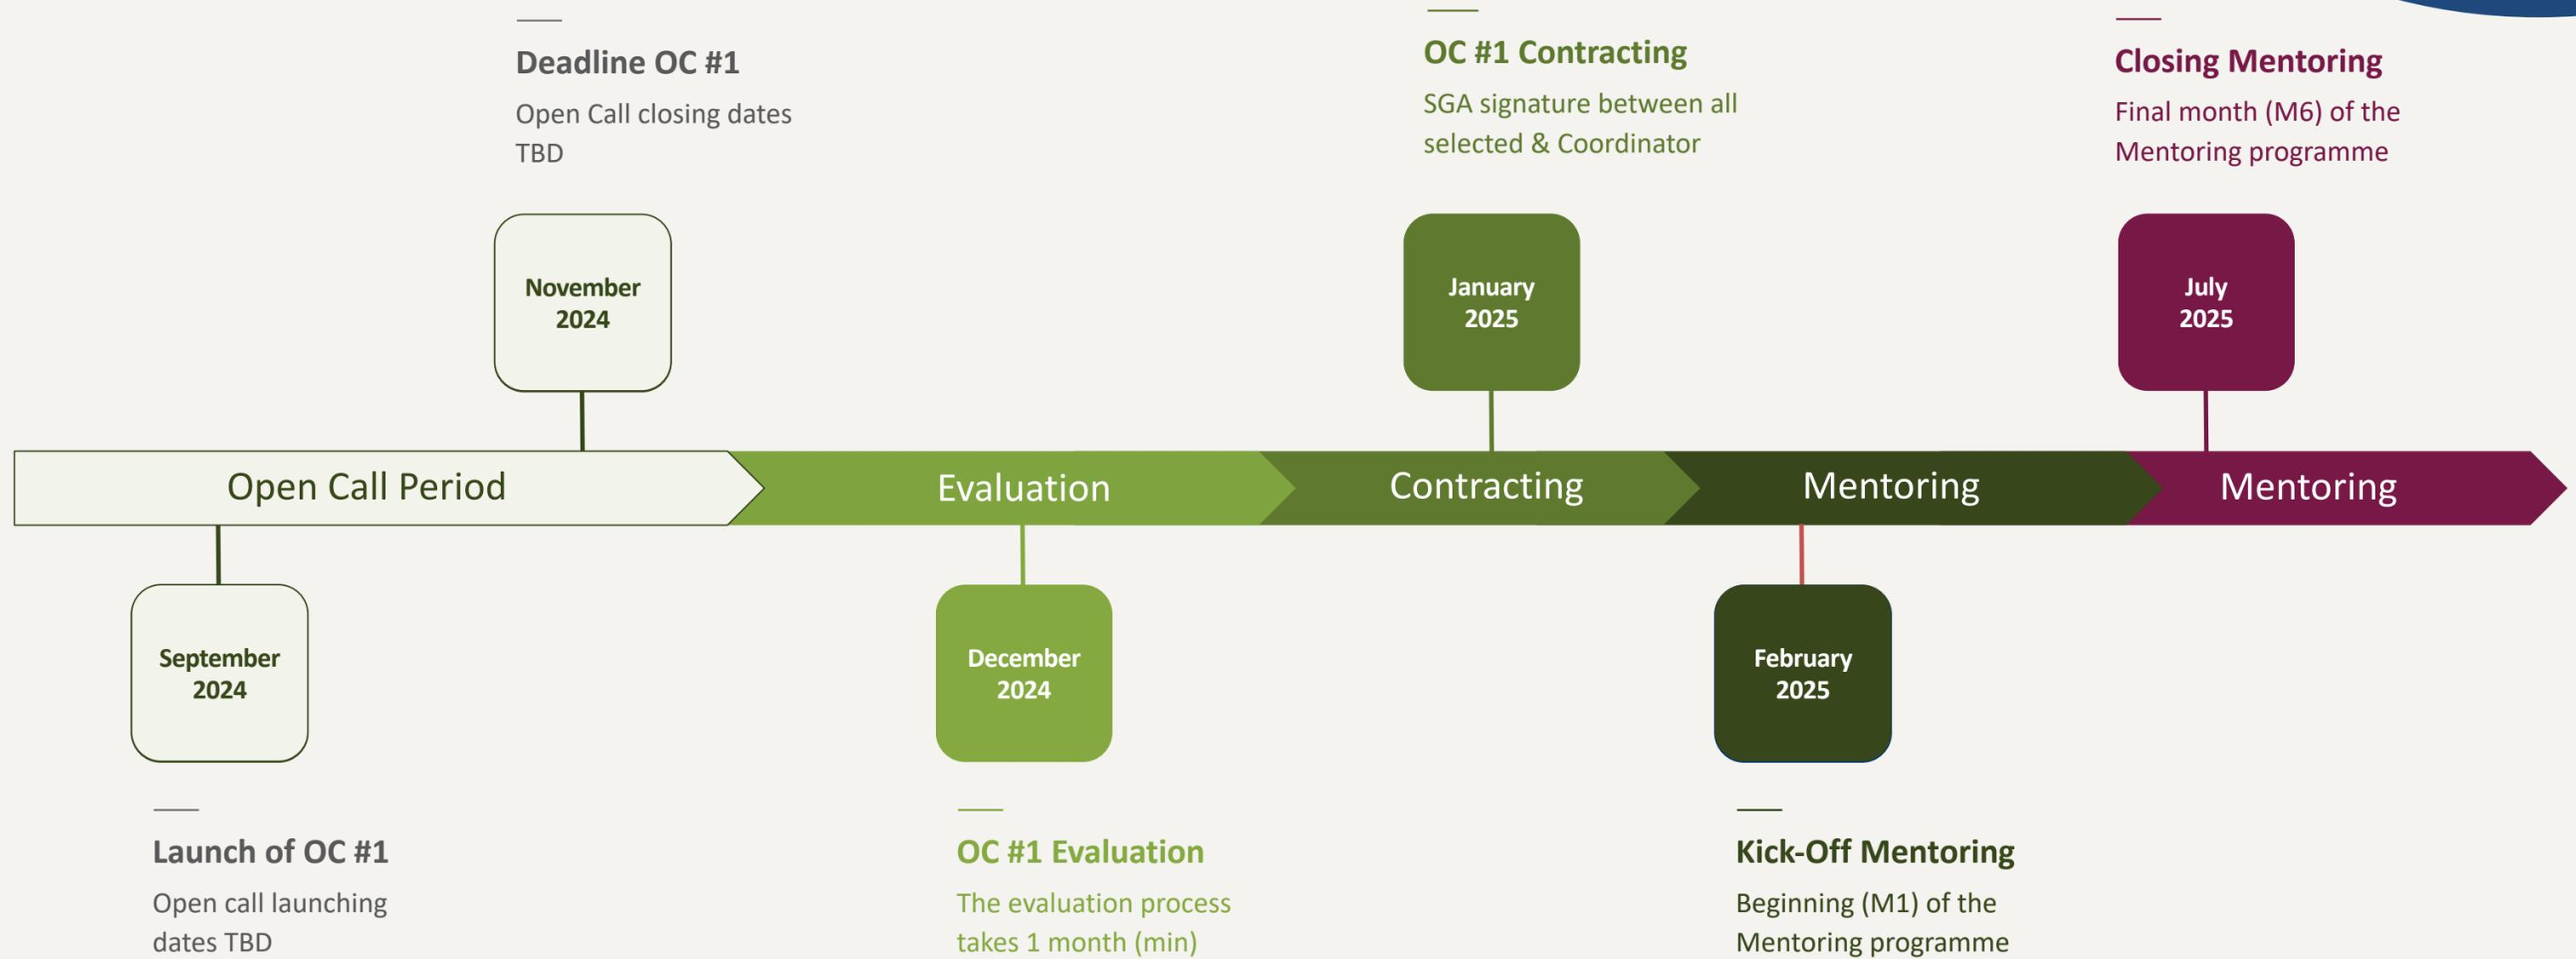 Deadline OC #1
Open Call closing dates
TBD
OC #1 Contracting
SGA signature between all
selected & Coordinator
Closing Mentoring
Final month (M6) of the
Mentoring programme
November
2024
January
2025
July
2025
Open Call Period
Evaluation
Contracting
Mentoring
Mentoring
September
2024
December
2024
February
2025
Launch of OC #1
Open call launching
dates TBD
OC #1 Evaluation
The evaluation process
takes 1 month (min)
Kick-Off Mentoring
Beginning (M1) of the
Mentoring programme